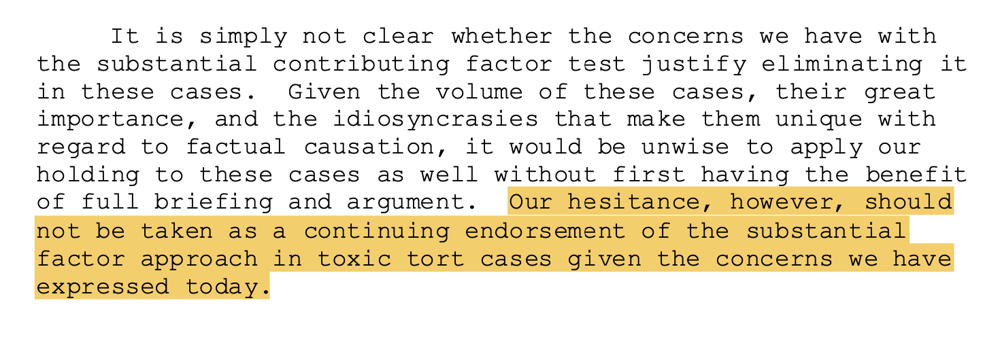 It is simply not clear whether the concerns we have with
the substantial contributing factor test justify eliminating it
in these cases.  Given the volume of these cases, their great
importance, and the idiosyncrasies that make them unique with
regard to factual causation, it would be unwise to apply our
holding to these cases as well without first having the benefit
of full briefing and argument.  Our hesitance, however, should
not be taken as a continuing endorsement of the substantial
factor approach in toxic tort cases given the concerns we have
expressed today.